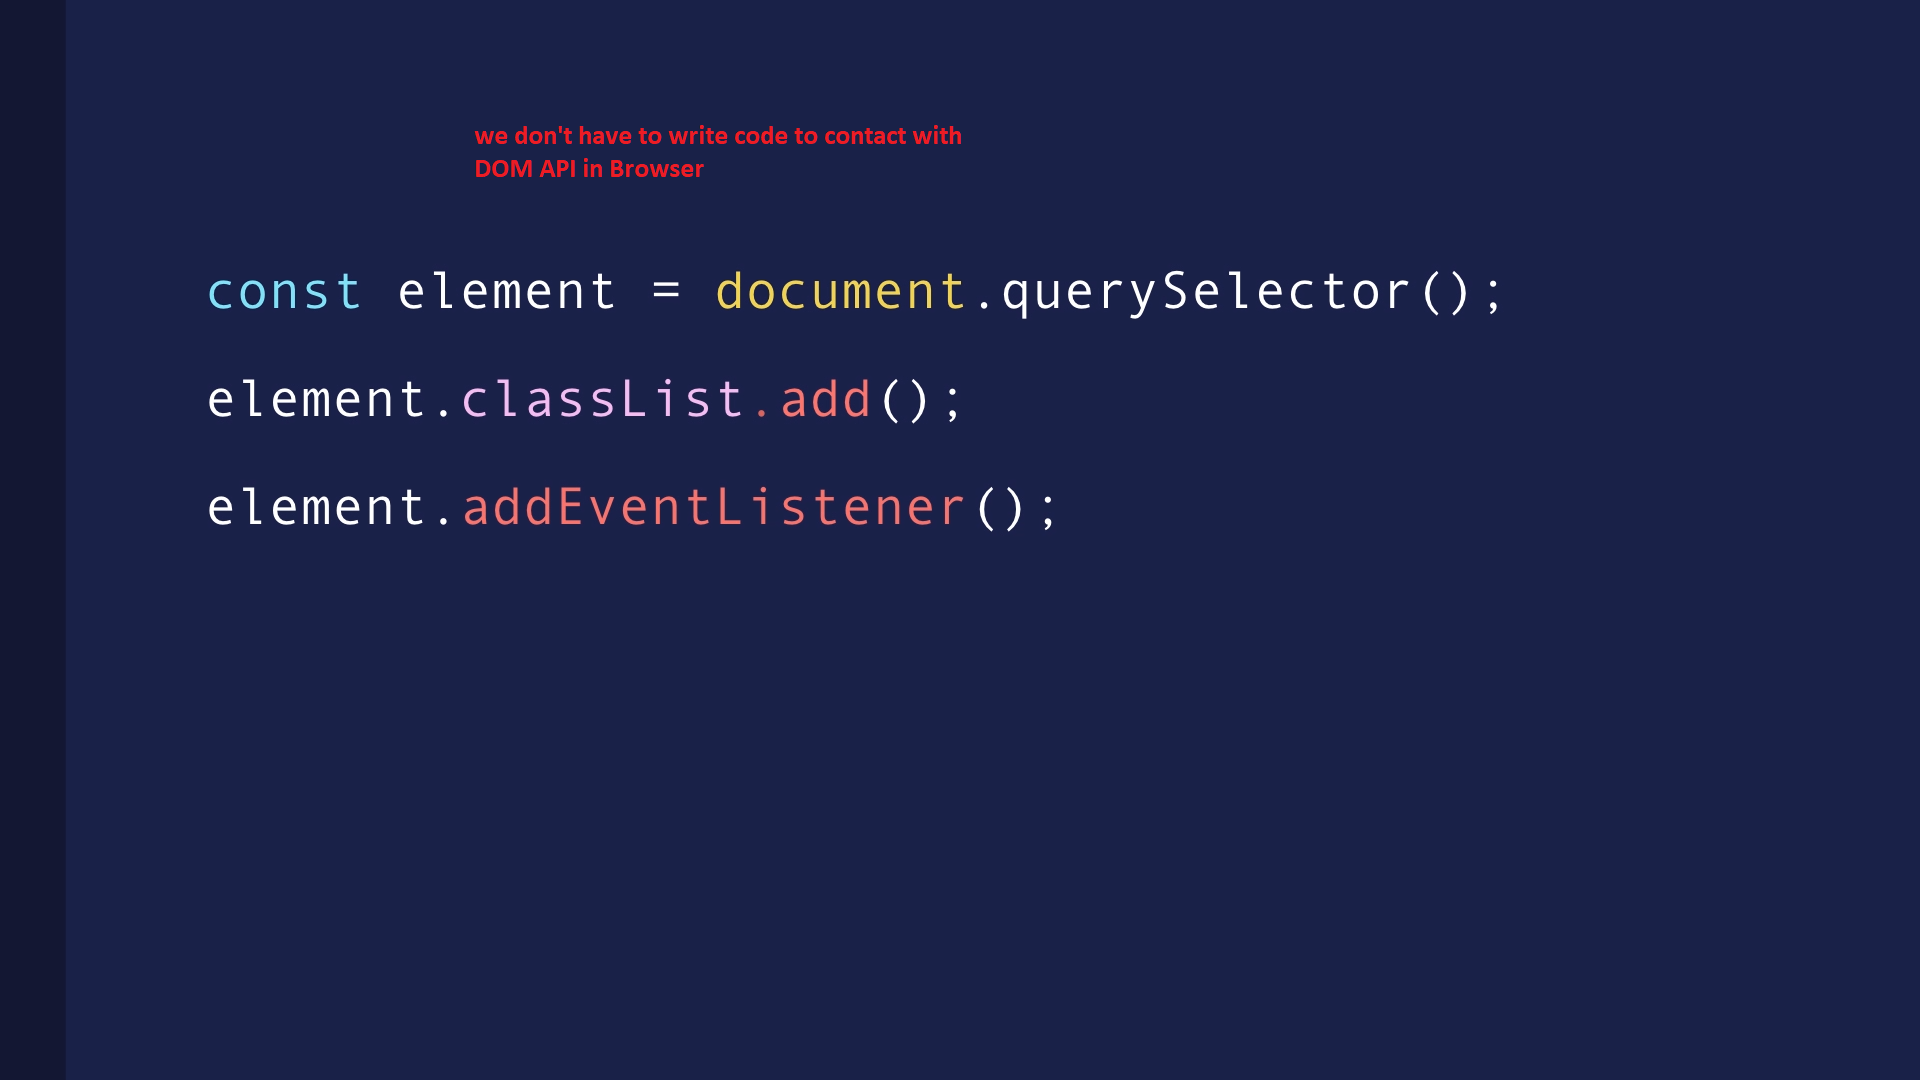 we don't have to write code to contact with
DOM API in Browser
const element = document.querySelector();
element.classList.add();
element.addEventListener();